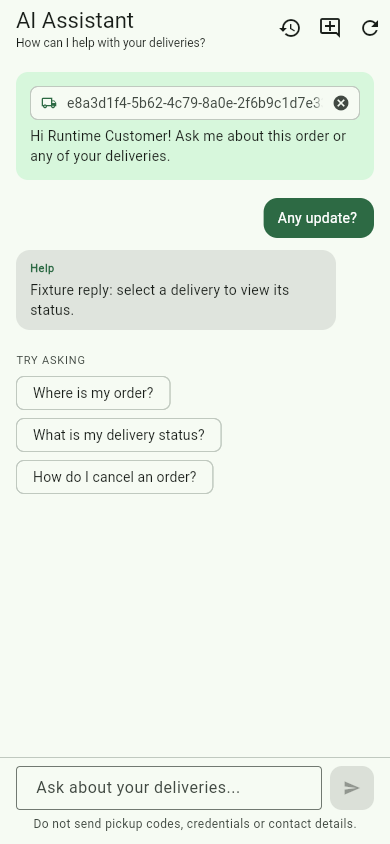 AI Assistant
How can I help with your deliveries?
e8a3d1f4-5b62-4c79-8a0e-2f6b9c1d7e3
Hi Runtime Customer! Ask me about this order or
any of your deliveries.
Any update?
Help
Fixture reply: select a delivery to view its
status.
TRY ASKING
Where is my order?
What is my delivery status?
How do I cancel an order?
Ask about your deliveries...
Do not send pickup codes, credentials or contact details.